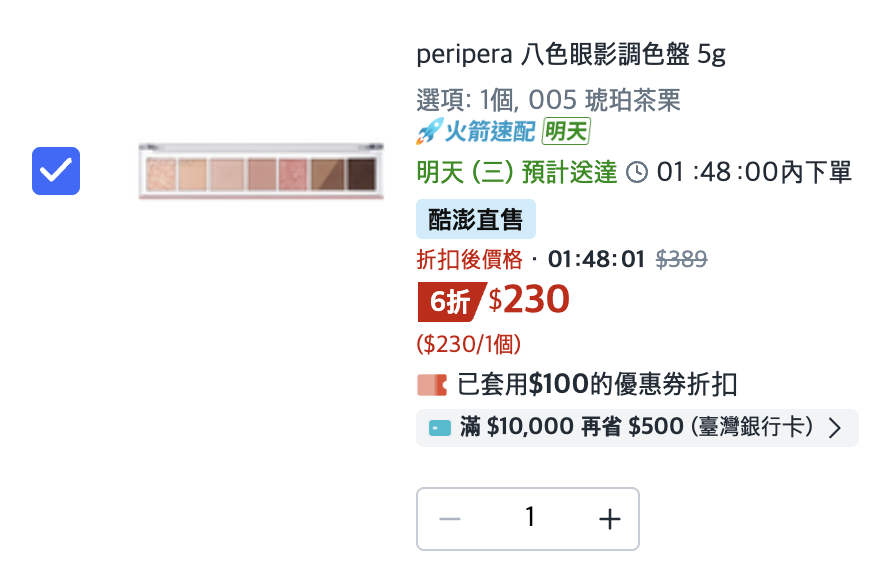 peripera 八色眼影調色盤 5g
選項: 1個, 005 琥珀茶栗
火箭速配 明天
明天 (三) 預計送達 01 :48 :00內下單
酷澎直售
折扣後價格 · 01:48:01 $389
6折 $230
($230/1個)
已套用$100的優惠券折扣
滿 $10,000 再省 $500 (臺灣銀行卡)
1